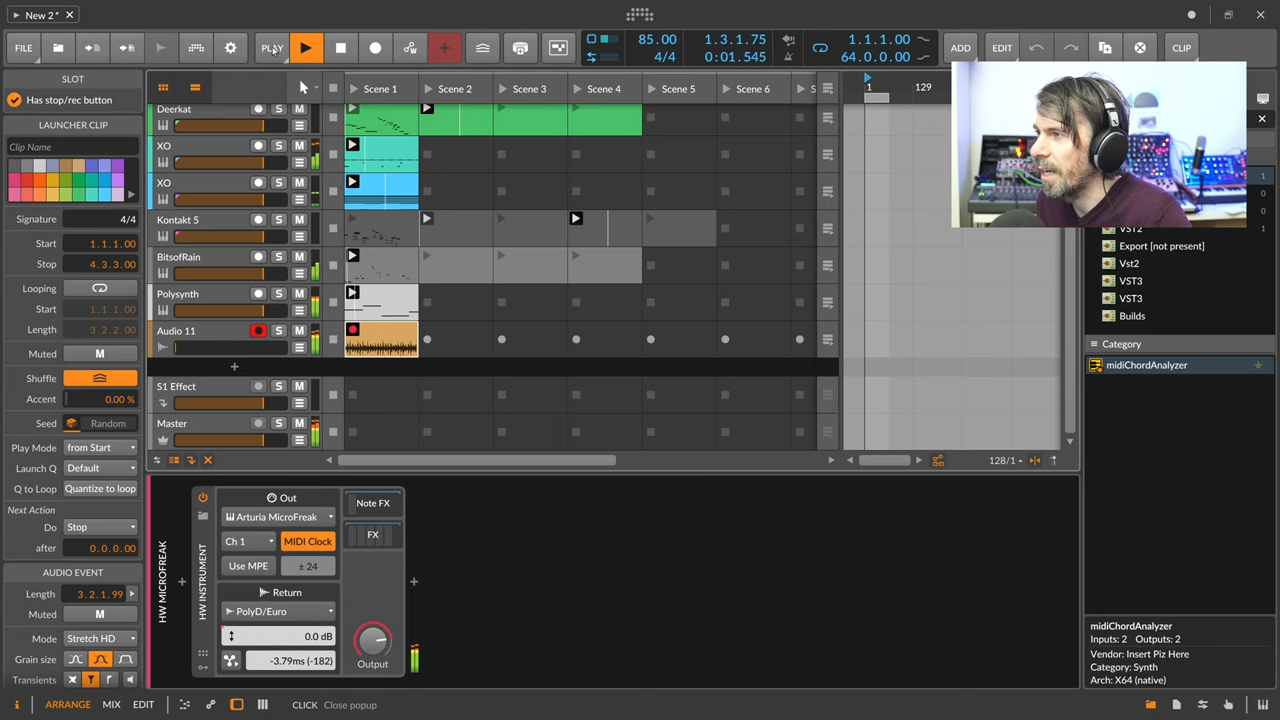 New 2*
FILE
PLAY
85.00
4/4
1.3.1.75
0:01.545
1.1.1.00
64.0.0.00
ADD
EDIT
CLIP
SLOT
Has stop/rec button
LAUNCHER CLIP
Clip Name
Signature 4/4
Start 1.1.1.00
Stop 4.3.3.00
Looping
Start 1.1.1.00
Length 3.2.2.00
Muted M
Shuffle
Accent 0.00 %
Seed Random
Play Mode from Start
Launch Q Default
Q to Loop Quantize to loop
Next Action
Do Stop
after 0.0.0.00
AUDIO EVENT
Length 3.2.1.99
Muted M
Mode Stretch HD
Grain size
Transients
Scene 1
Scene 2
Scene 3
Scene 4
Scene 5
Scene 6
S
Deerkat S M
XO S M
XO S M
Kontakt 5 S M
BitsofRain S M
Polysynth S M
Audio 11 S M
+
S1 Effect S M
Master S M
1
129
128/1
HW MICROFREAK
HW INSTRUMENT
Out
Arturia MicroFreak
Ch 1
MIDI Clock
Use MPE
± 24
Return
PolyD/Euro
0.0 dB
-3.79ms (-182)
Note FX
FX
Output
1
1
VST2
1
Export [not present]
Vst2
VST3
VST3
Builds
Category
midiChordAnalyzer
midiChordAnalyzer
Inputs: 2 Outputs: 2
Vendor: Insert Piz Here
Category: Synth
Arch: X64 (native)
ARRANGE
MIX
EDIT
CLICK Close popup